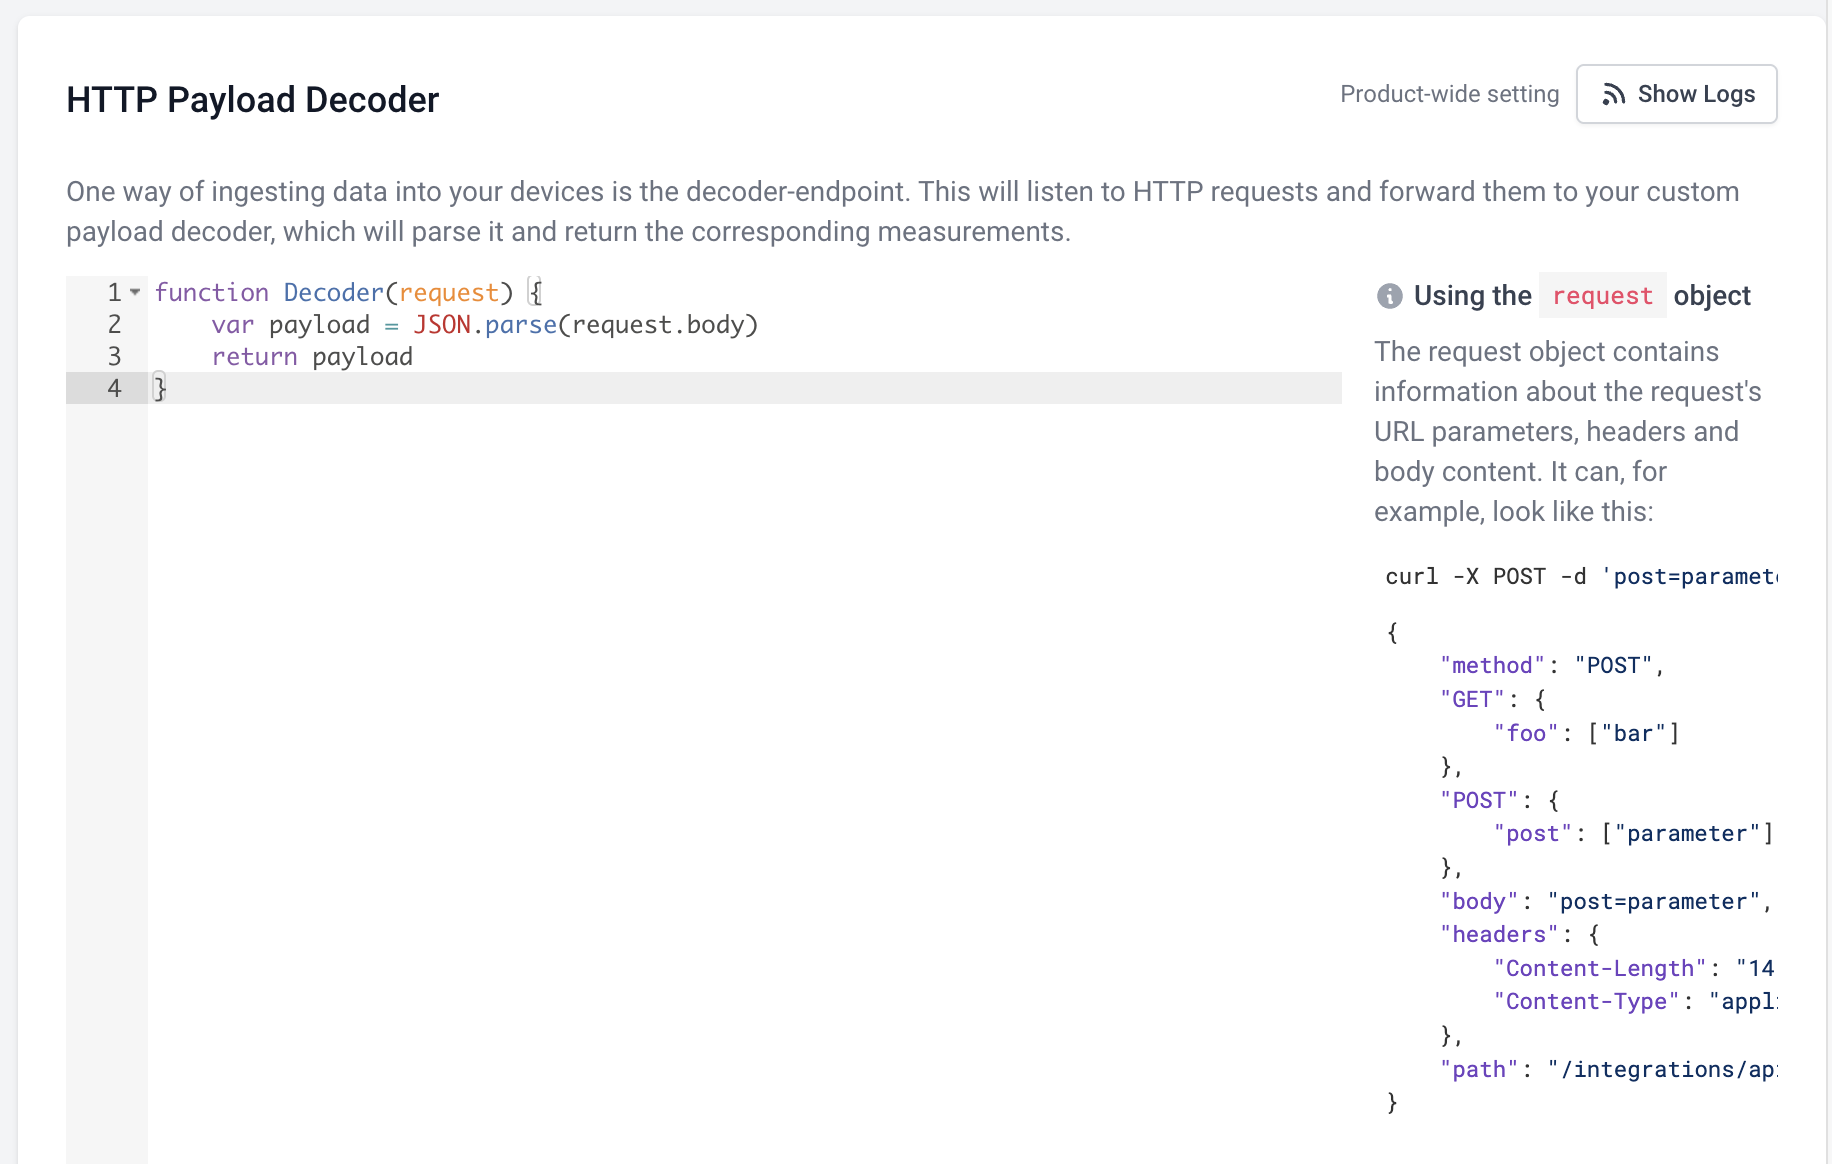 HTTP Payload Decoder
Product-wide setting
Show Logs
One way of ingesting data into your devices is the decoder-endpoint. This will listen to HTTP requests and forward them to your custom
payload decoder, which will parse it and return the corresponding measurements.
1 function Decoder(request) {
2     var payload = JSON.parse(request.body)
3     return payload
4 }
Using the request object
The request object contains
information about the request's
URL parameters, headers and
body content. It can, for
example, look like this:
curl -X POST -d 'post=paramet
{
    "method": "POST",
    "GET": {
        "foo": ["bar"]
    },
    "POST": {
        "post": ["parameter"]
    },
    "body": "post=parameter",
    "headers": {
        "Content-Length": "14
        "Content-Type": "appl
    },
    "path": "/integrations/ap
}